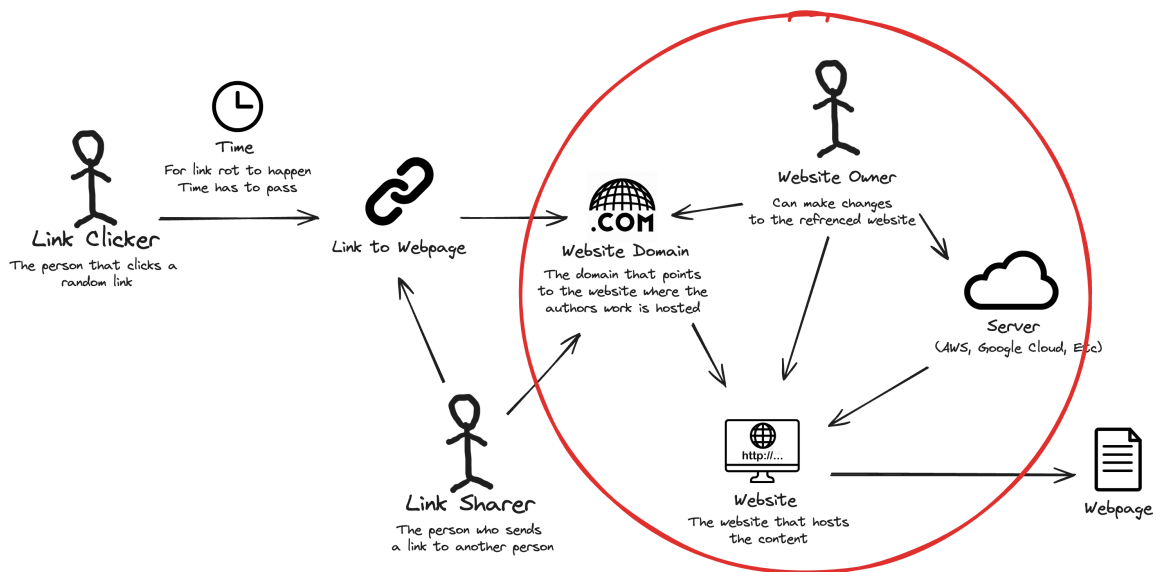 Time
For link rot to happen
Time has to pass
Link Clicker
The person that clicks a
random link
Link to Webpage
.COM
Website Domain
The domain that points
to the website where the
authors work is hosted
Website Owner
Can make changes
to the refrenced website
Server
(AWS, Google Cloud, Etc)
Link Sharer
The person who sends
a link to another person
http://...
Website
The website that hosts
the content
Webpage